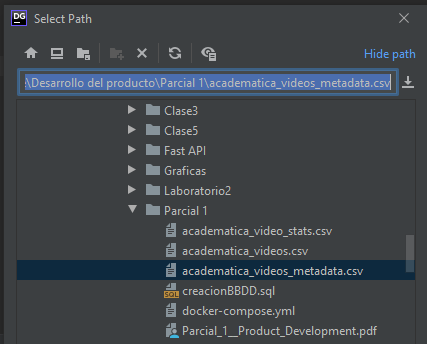 DG Select Path
Hide path
:\Desarrollo del producto\Parcial 1\academatica_videos_metadata.csv
Clase3
Clase5
Fast API
Graficas
Laboratorio2
Parcial 1
academatica_video_stats.csv
academatica_videos.csv
academatica_videos_metadata.csv
SQL creacionBBDD.sql
docker-compose.yml
Parcial_1__Product_Development.pdf